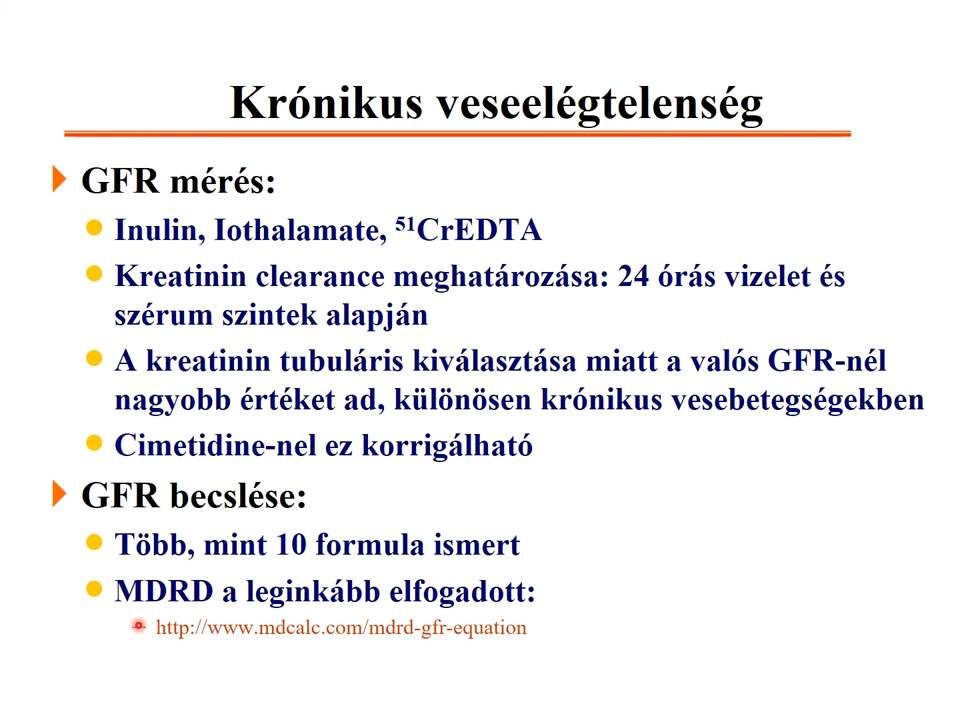 Krónikus veseelégtelenség
GFR mérés:
Inulin, Iothalamate, ⁵¹CrEDTA
Kreatinin clearance meghatározása: 24 órás vizelet és
szérum szintek alapján
A kreatinin tubuláris kiválasztása miatt a valós GFR-nél
nagyobb értéket ad, különösen krónikus vesebetegségekben
Cimetidine-nel ez korrigálható
GFR becslése:
Több, mint 10 formula ismert
MDRD a leginkább elfogadott:
http://www.mdcalc.com/mdrd-gfr-equation